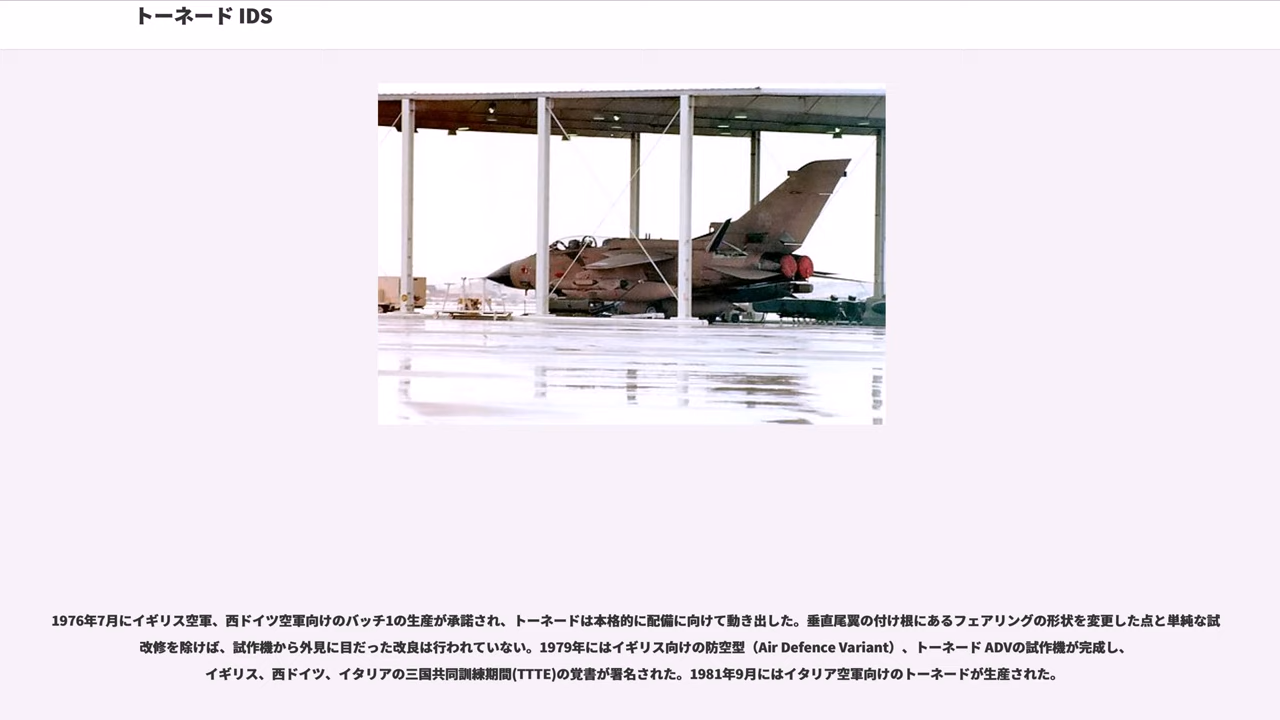 トーネード IDS
1976年7月にイギリス空軍、西ドイツ空軍向けのバッチ1の生産が承諾され、トーネードは本格的に配備に向けて動き出した。垂直尾翼の付け根にあるフェアリングの形状を変更した点と単純な試
改修を除けば、試作機から外見に目だった改良は行われていない。1979年にはイギリス向けの防空型（Air Defence Variant）、トーネード ADVの試作機が完成し、
イギリス、西ドイツ、イタリアの三国共同訓練期間(TTTE)の覚書が署名された。1981年9月にはイタリア空軍向けのトーネードが生産された。